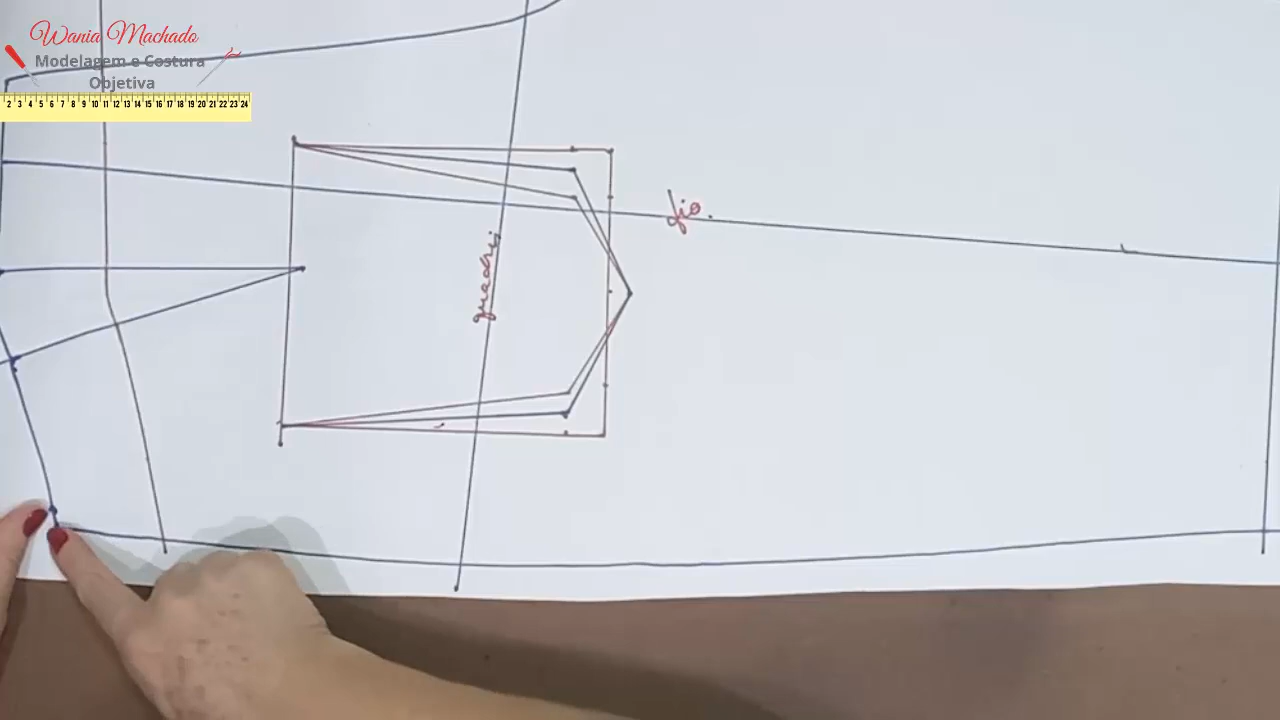 Wania Machado
Modelagem e Costura
Objetiva
2 3 4 5 6 7 8 9 10 11 12 13 14 15 16 17 18 19 20 21 22 23 24
fio.
quadril